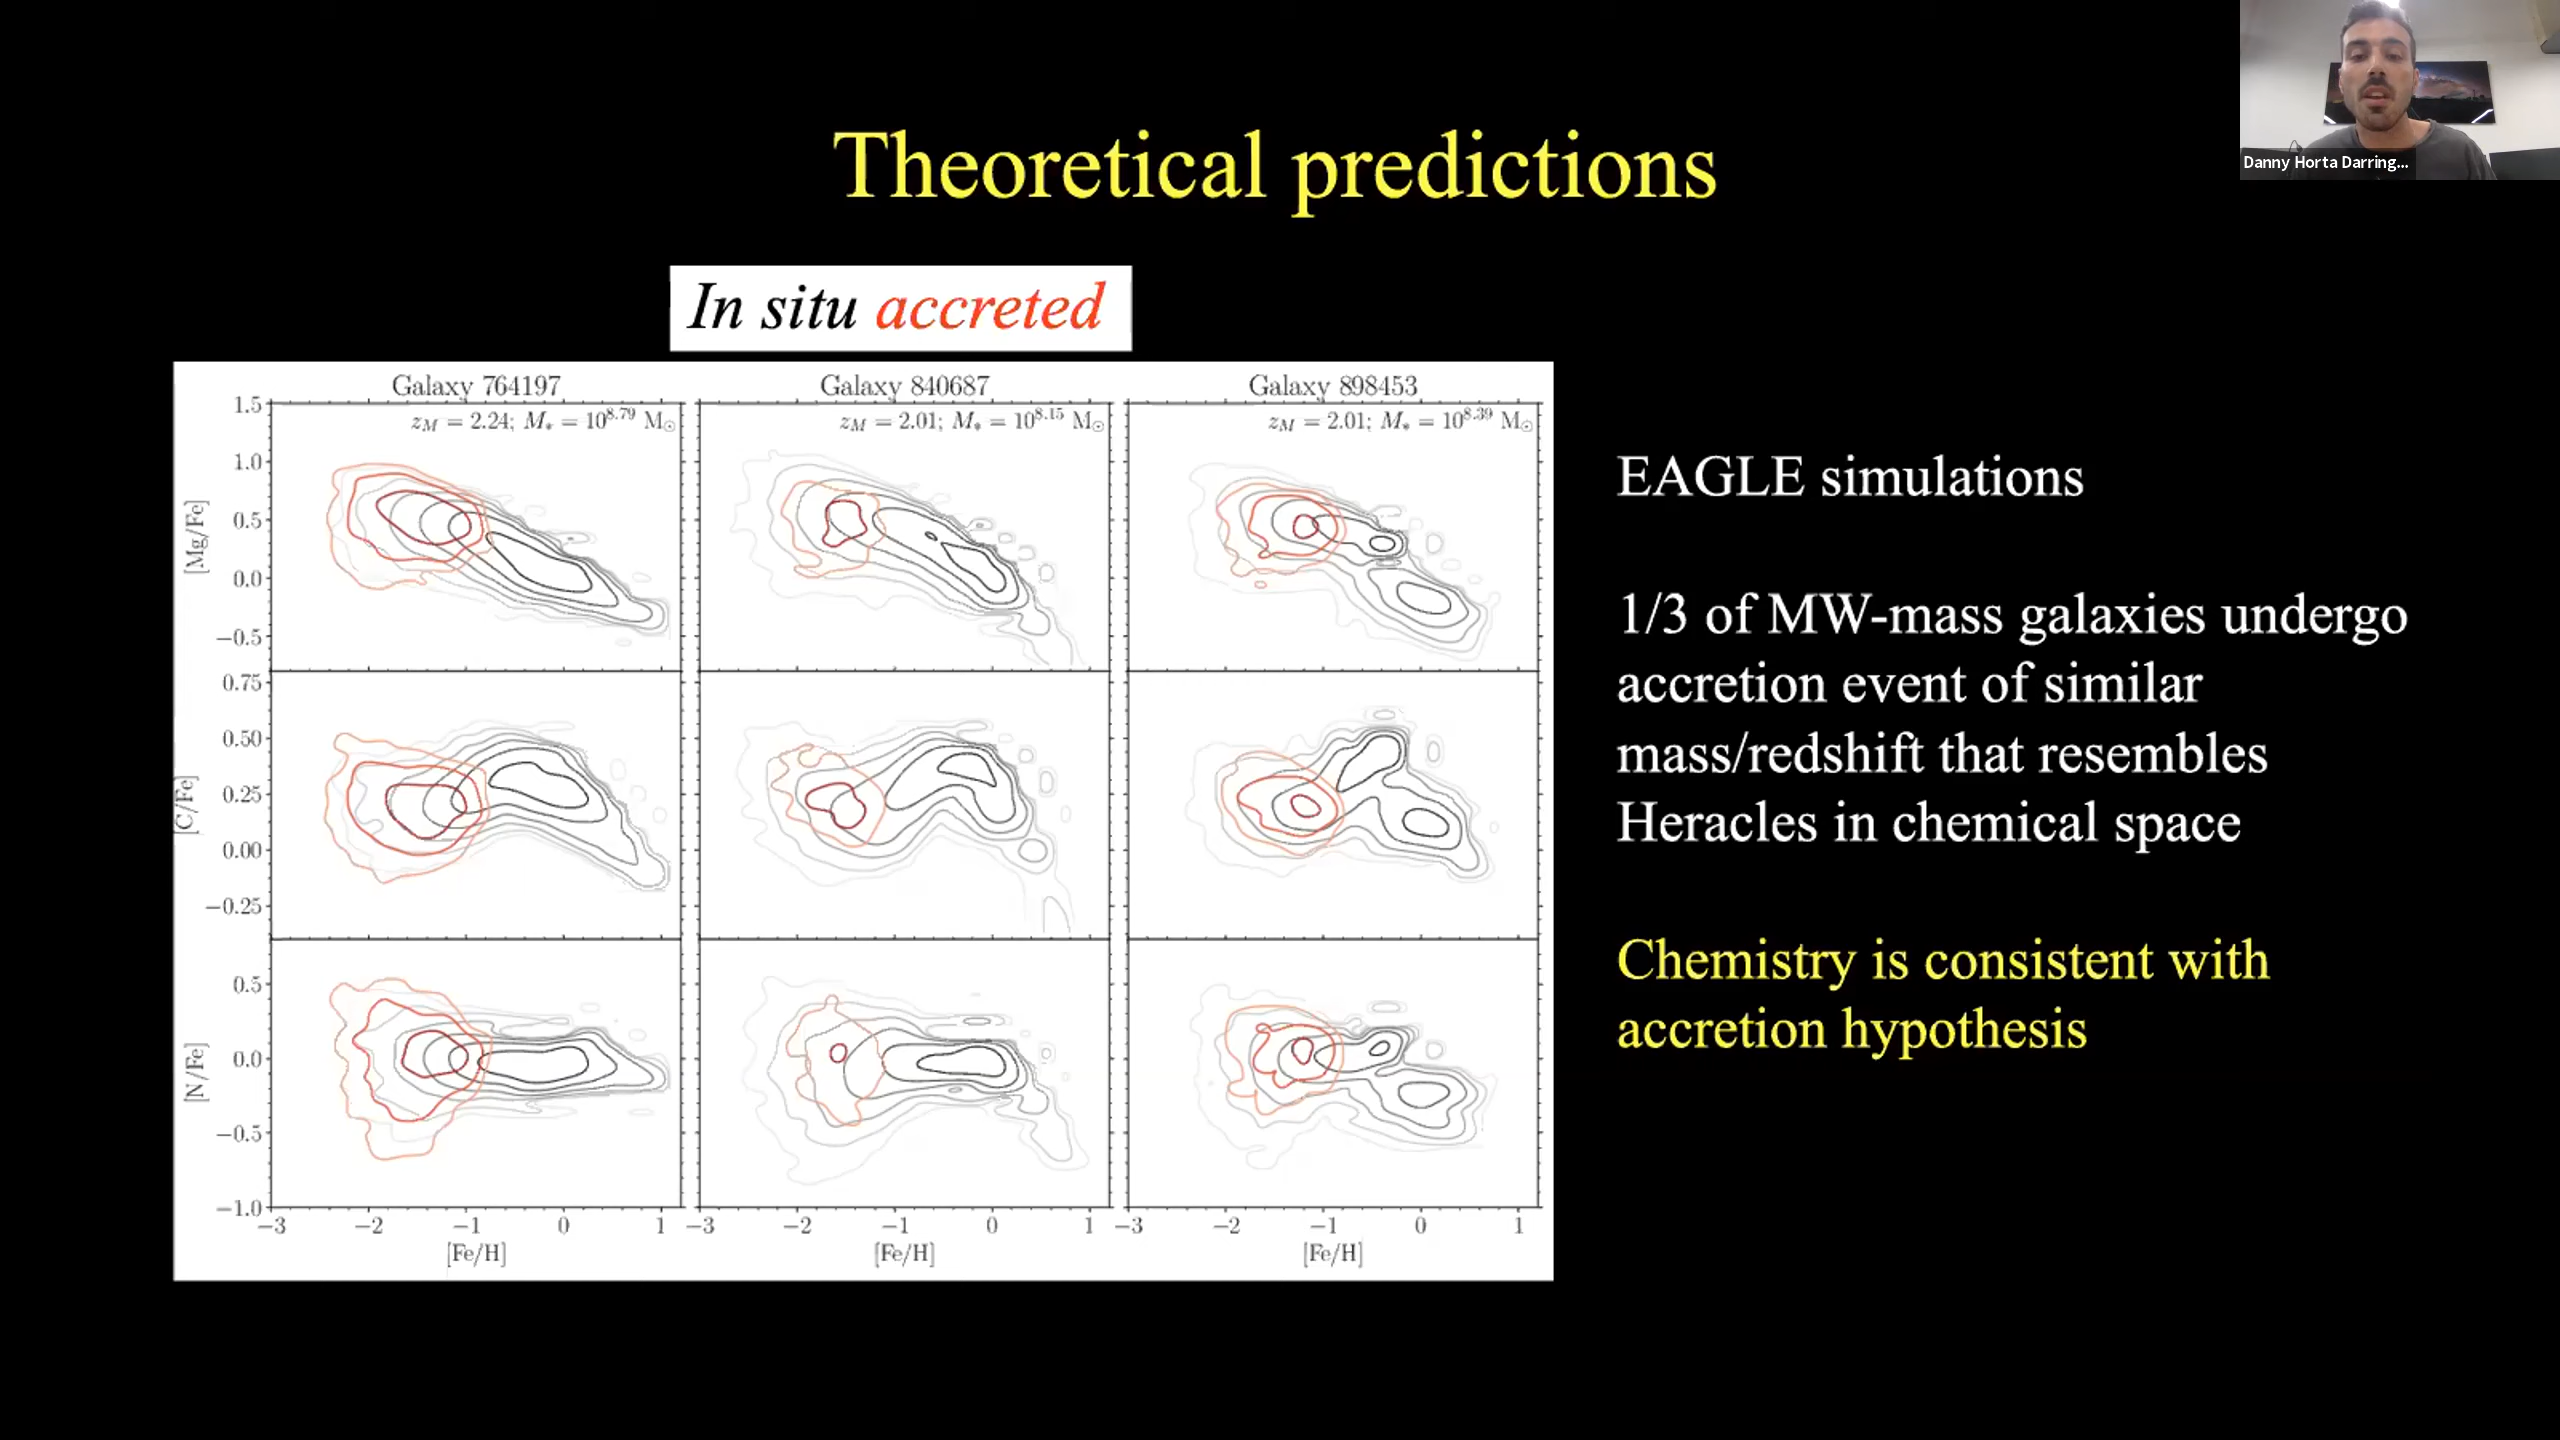 Danny Horta Darring...
Theoretical predictions
In situ accreted
Galaxy 764197
Galaxy 840687
Galaxy 898453
z_M = 2.24; M_* = 10^8.79 M_⊙
z_M = 2.01; M_* = 10^8.15 M_⊙
z_M = 2.01; M_* = 10^8.39 M_⊙
[Mg/Fe]
1.5
1.0
0.5
0.0
−0.5
[C/Fe]
0.75
0.50
0.25
0.00
−0.25
[N/Fe]
0.5
0.0
−0.5
−1.0
−3 −2 −1 0 1
−3 −2 −1 0 1
−3 −2 −1 0 1
[Fe/H]
[Fe/H]
[Fe/H]
EAGLE simulations
1/3 of MW-mass galaxies undergo
accretion event of similar
mass/redshift that resembles
Heracles in chemical space
Chemistry is consistent with
accretion hypothesis